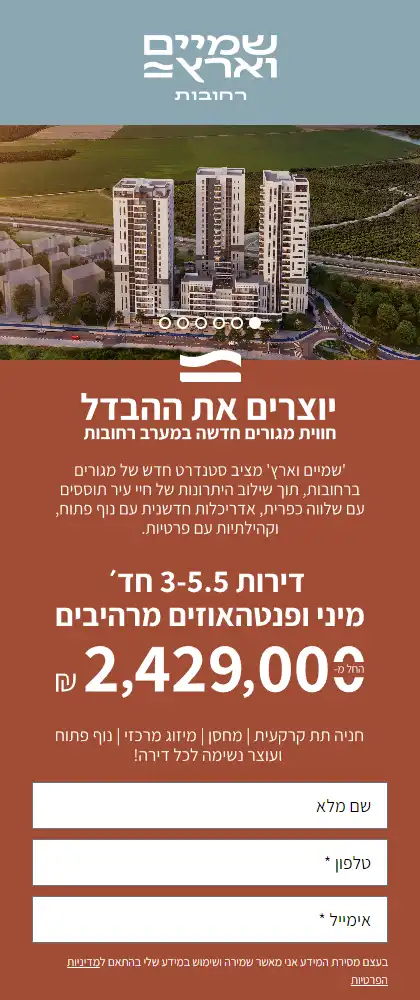 שמיים
וארץ
רחובות
יוצרים את ההבדל
חווית מגורים חדשה במערב רחובות
'שמיים וארץ' מציב סטנדרט חדש של מגורים
ברחובות, תוך שילוב היתרונות של חיי עיר תוססים
עם שלווה כפרית, אדריכלות חדשנית עם נוף פתוח,
וקהילתיות עם פרטיות.
דירות 3-5.5 חד׳
מיני ופנטהאוזים מרהיבים
החל מ- 2,429,000 ₪
חניה תת קרקעית | מחסן | מיזוג מרכזי | נוף פתוח
ועוצר נשימה לכל דירה!
שם מלא
טלפון *
אימייל *
בעצם מסירת המידע אני מאשר שמירה ושימוש במידע שלי בהתאם למדיניות
הפרטיות